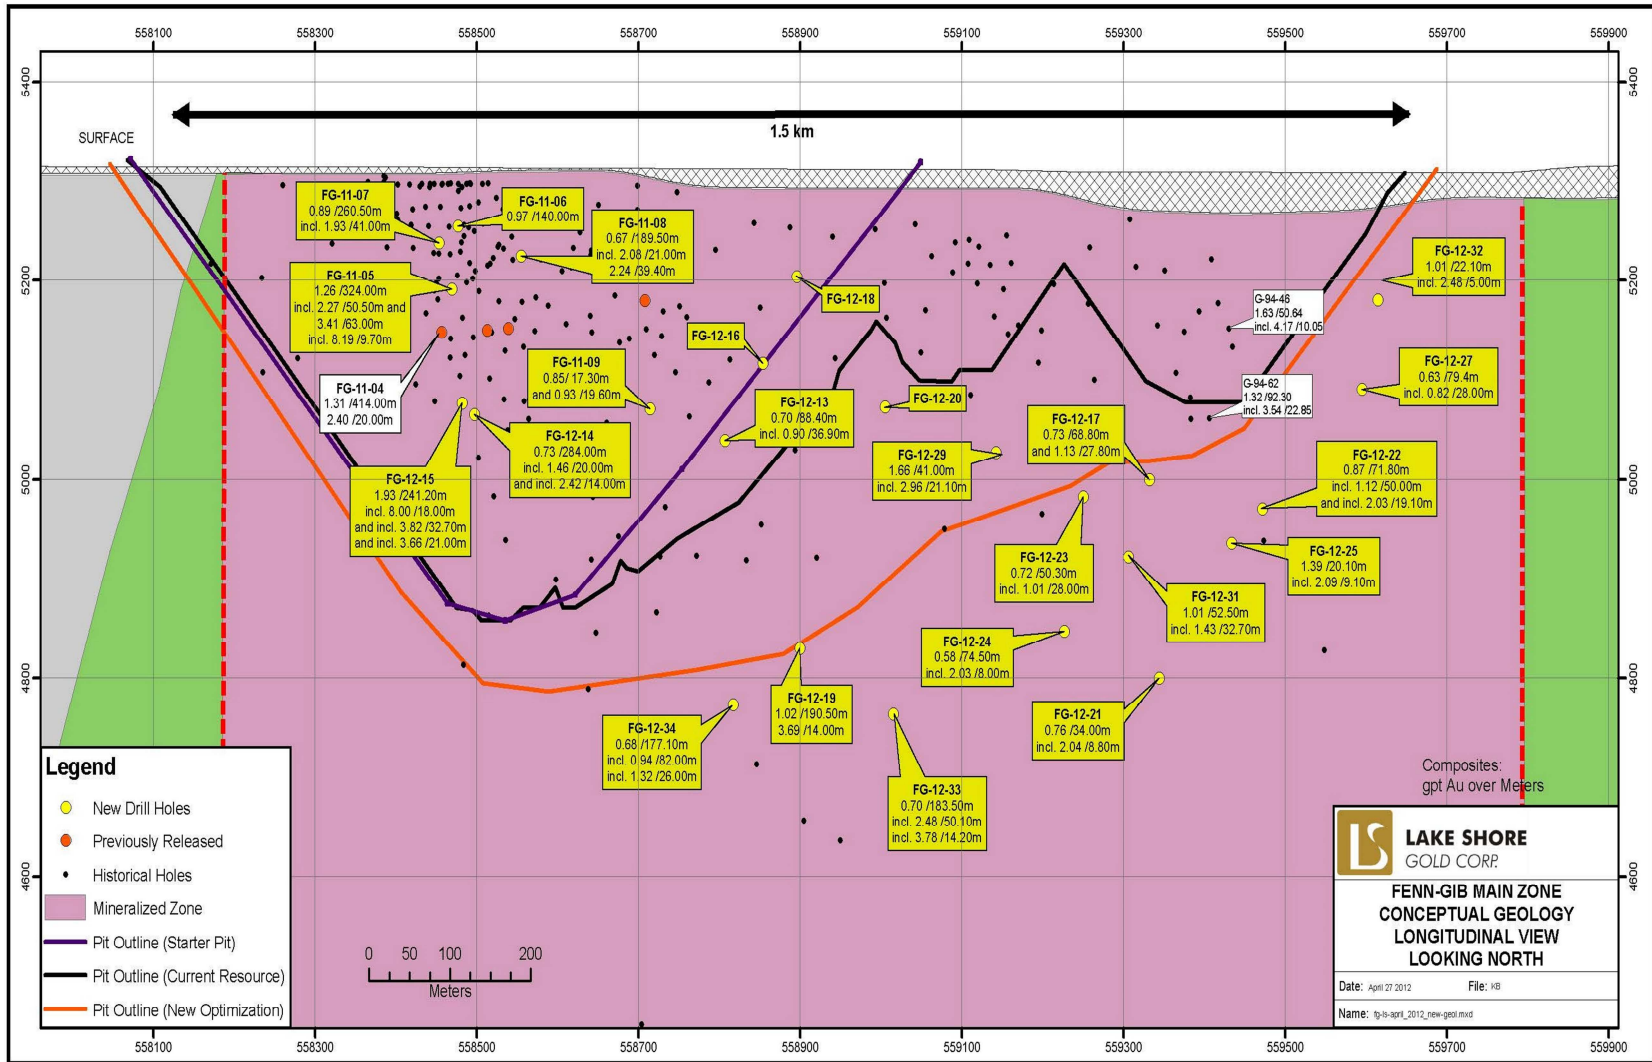 558100 558300 558500 558700 558900 559100 559300 559500 559700 559900
5400 5400
SURFACE
1.5 km
FG-11-07
0.89 /260.50m
incl. 1.93 /41.00m
FG-11-06
0.97 /140.00m
FG-11-08
0.67 /189.50m
incl. 2.08 /21.00m
2.24 /39.40m
FG-12-32
1.01 /22.10m
incl. 2.48 /5.00m
5200 5200
FG-11-05
1.26 /324.00m
incl. 2.27 /50.50m and
3.41 /63.00m
incl. 8.19 /9.70m
FG-12-18
G-94-46
1.63 /50.64
incl. 4.17 /10.05
FG-12-16
FG-11-09
0.85/ 17.30m
and 0.93 /19.60m
FG-12-27
0.63 /79.4m
incl. 0.82 /28.00m
FG-11-04
1.31 /414.00m
2.40 /20.00m
G-94-62
1.32 /92.30
incl. 3.54 /22.85
FG-12-13
0.70 /88.40m
incl. 0.90 /36.90m
FG-12-20
FG-12-17
0.73 /68.80m
and 1.13 /27.80m
FG-12-14
0.73 /284.00m
incl. 1.46 /20.00m
and incl. 2.42 /14.00m
FG-12-29
1.66 /41.00m
incl. 2.96 /21.10m
FG-12-22
0.87 /71.80m
incl. 1.12 /50.00m
and incl. 2.03 /19.10m
5000 5000
FG-12-15
1.93 /241.20m
incl. 8.00 /18.00m
and incl. 3.82 /32.70m
and incl. 3.66 /21.00m
FG-12-23
0.72 /50.30m
incl. 1.01 /28.00m
FG-12-25
1.39 /20.10m
incl. 2.09 /9.10m
FG-12-31
1.01 /52.50m
incl. 1.43 /32.70m
FG-12-24
0.58 /74.50m
incl. 2.03 /8.00m
4800 4800
FG-12-19
1.02 /190.50m
3.69 /14.00m
FG-12-21
0.76 /34.00m
incl. 2.04 /8.80m
FG-12-34
0.68 /177.10m
incl. 0.94 /82.00m
incl. 1.32 /26.00m
FG-12-33
0.70 /183.50m
incl. 2.48 /50.10m
incl. 3.78 /14.20m
Composites:
gpt Au over Meters
4600 4600
Legend
New Drill Holes
Previously Released
Historical Holes
Mineralized Zone
Pit Outline (Starter Pit)
Pit Outline (Current Resource)
Pit Outline (New Optimization)
0 50 100 200
Meters
LS
LAKE SHORE
GOLD CORP.
FENN-GIB MAIN ZONE
CONCEPTUAL GEOLOGY
LONGITUDINAL VIEW
LOOKING NORTH
Date: April 27 2012 File: KB
Name: fg-ls-april_2012_new-geol.mxd
558100 558300 558500 558700 558900 559100 559300 559500 559700 559900